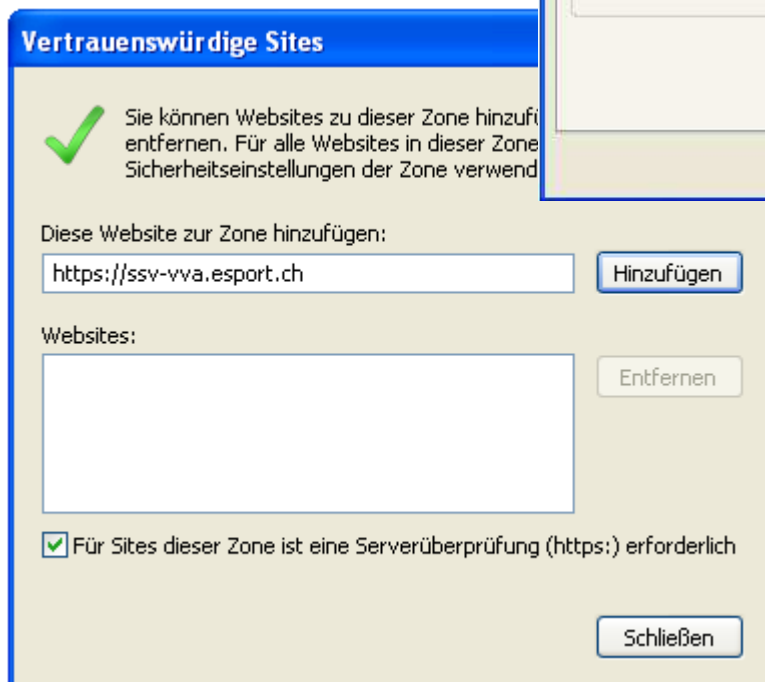 Vertrauenswürdige Sites
Sie können Websites zu dieser Zone
entfernen. Für alle Websites in dieser Zone
Sicherheitseinstellungen der Zone
Diese Website zur Zone hinzufügen:
https://ssv-vva.esport.ch
Hinzufügen
Websites:
Entfernen
Für Sites dieser Zone ist eine Serverüberprüfung (https:) erforderlich
Schließen